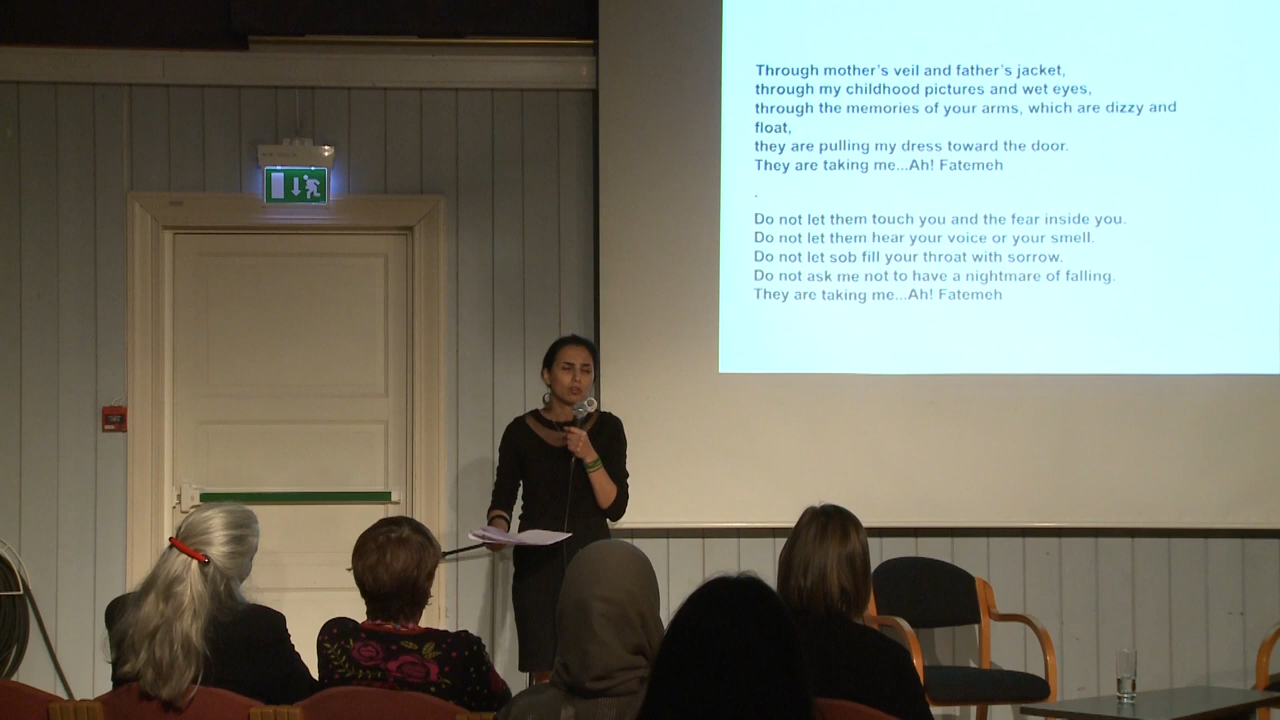 Through mother's veil and father's jacket,
through my childhood pictures and wet eyes,
through the memories of your arms, which are dizzy and
float,
they are pulling my dress toward the door.
They are taking me...Ah! Fatemeh
.
Do not let them touch you and the fear inside you.
Do not let them hear your voice or your smell.
Do not let sob fill your throat with sorrow.
Do not ask me not to have a nightmare of falling.
They are taking me...Ah! Fatemeh